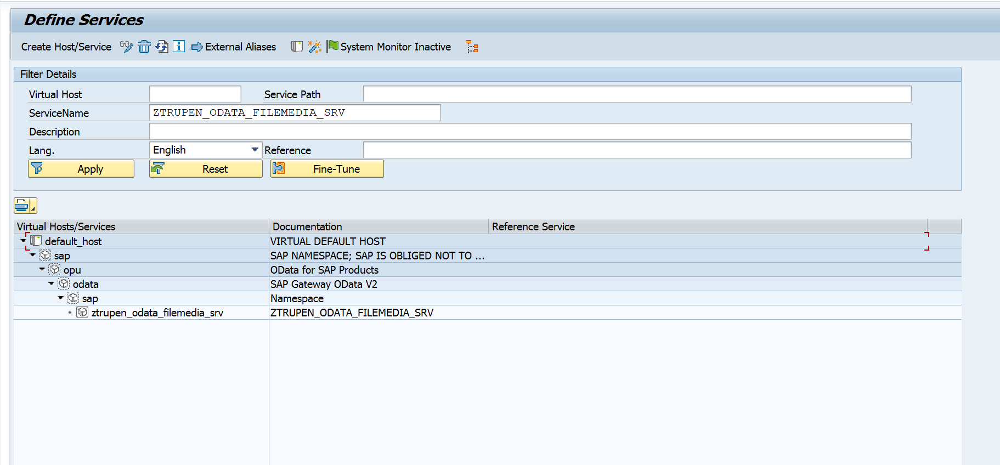 Define Services
Create Host/Service External Aliases System Monitor Inactive
Filter Details
Virtual Host Service Path
ServiceName ZTRUPEN_ODATA_FILEMEDIA_SRV
Description
Lang. English Reference
Apply Reset Fine-Tune
Virtual Hosts/Services Documentation Reference Service
default_host VIRTUAL DEFAULT HOST
sap SAP NAMESPACE; SAP IS OBLIGED NOT TO ...
opu OData for SAP Products
odata SAP Gateway OData V2
sap Namespace
ztrupen_odata_filemedia_srv ZTRUPEN_ODATA_FILEMEDIA_SRV